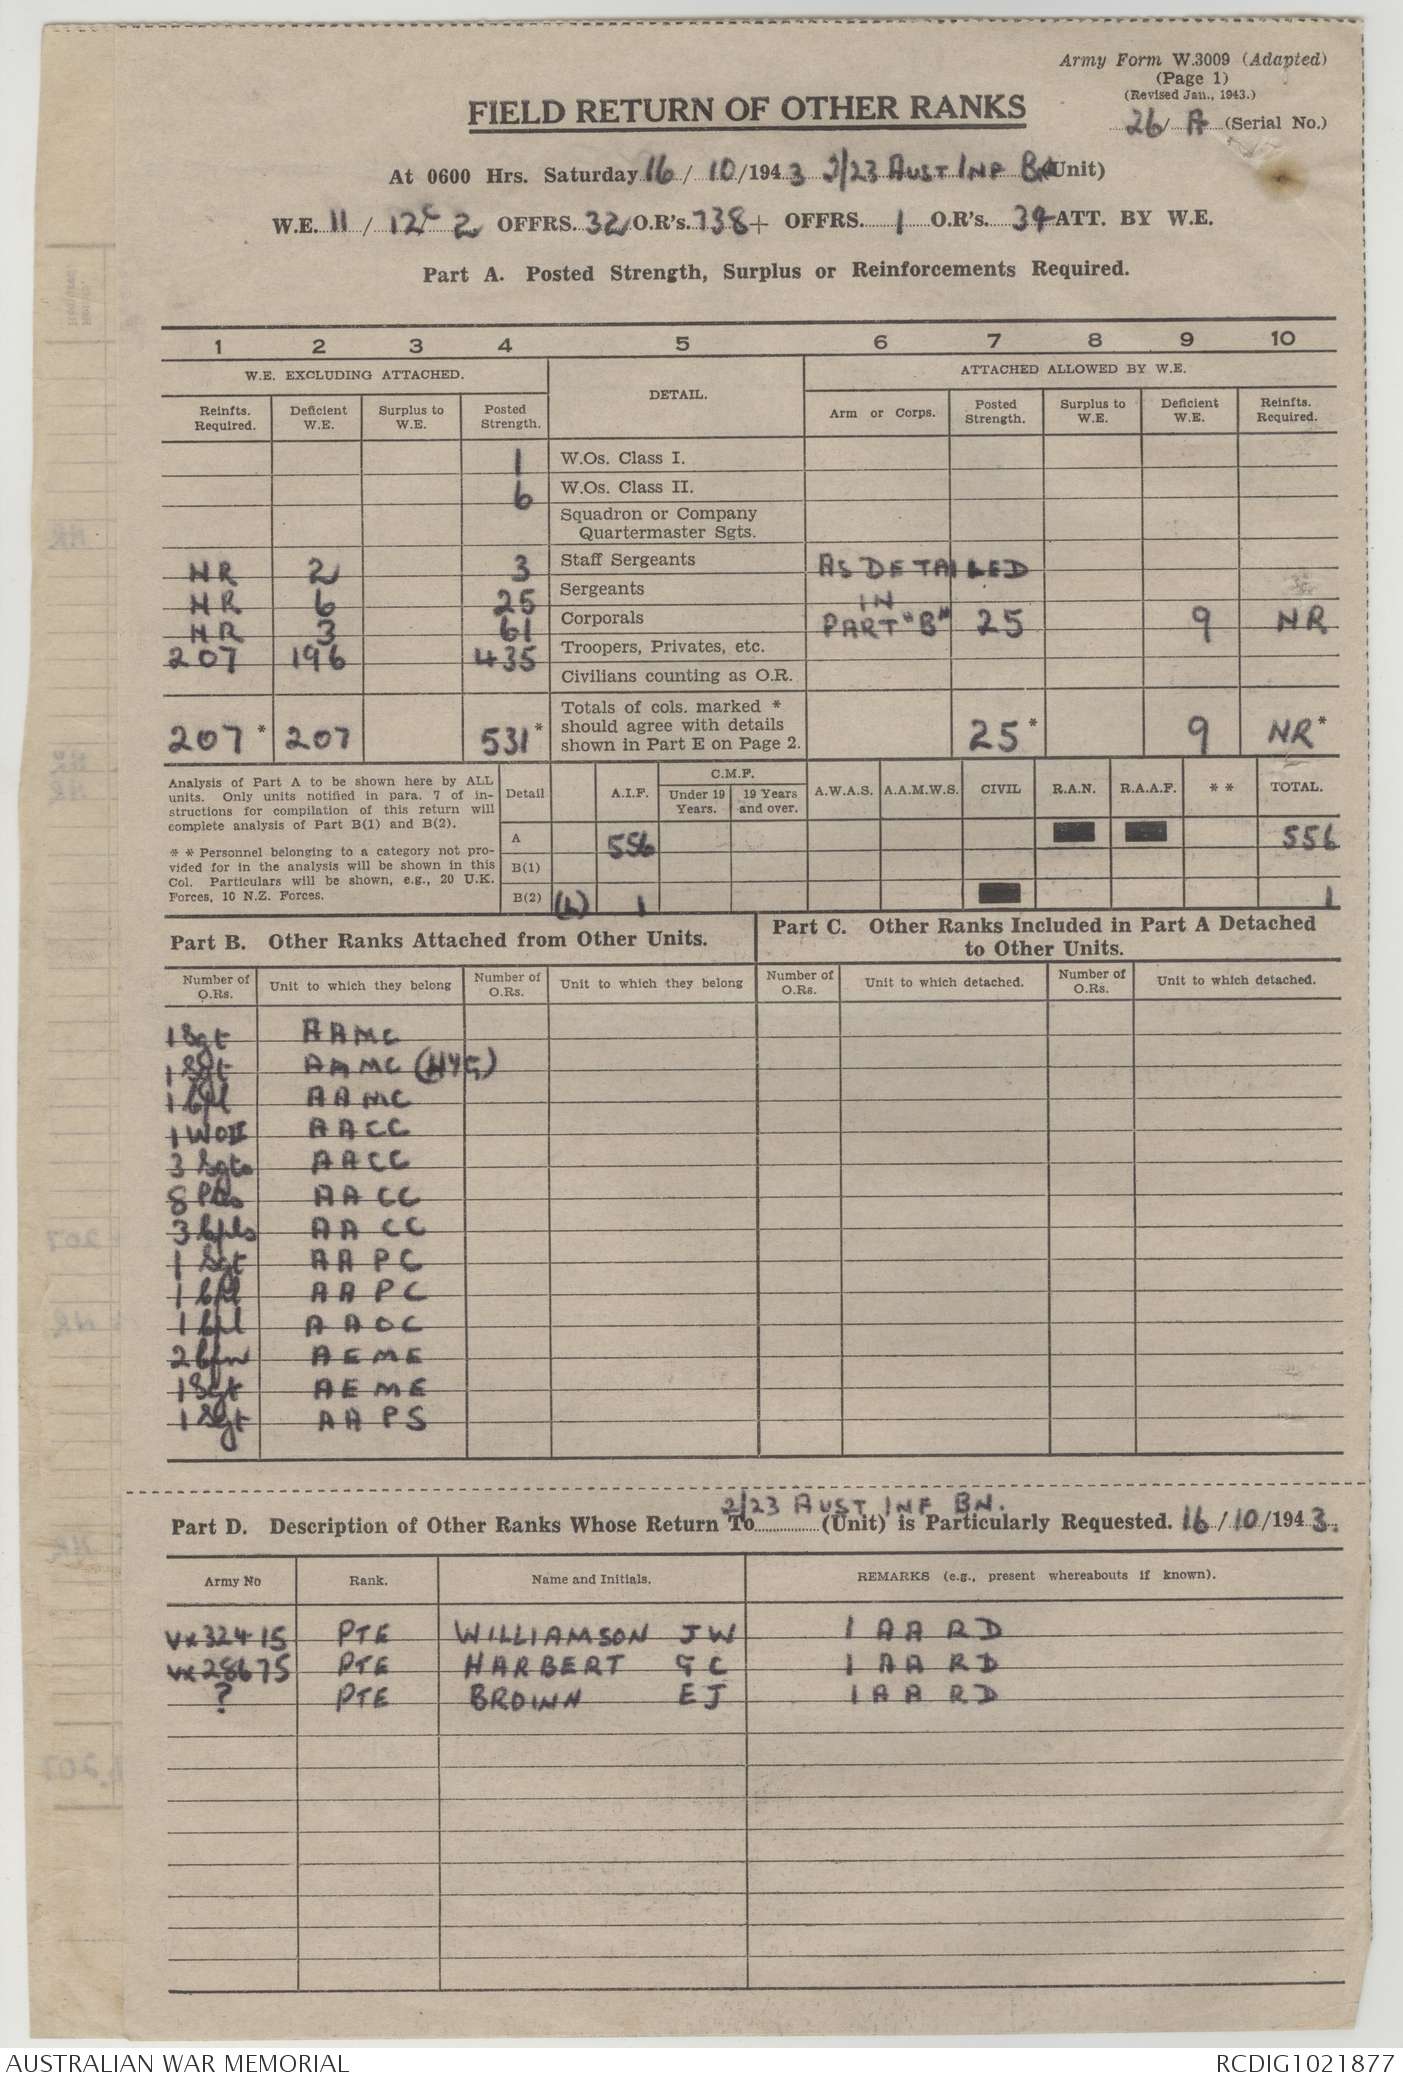 Army Form W.3009 (Adapted)
(Page 1)
(Revised Jan., 1943.)
26/A (Serial No.)
FIELD RETURN OF OTHER RANKS
At 0600 Hrs. Saturday 16/10/1943 2/23 AUST INF BN (Unit)
W.E. 11 / 12c 2 OFFRS. 32 O.R's. 738 + OFFRS. 1 O.R's. 34 ATT. BY W.E.
Part A. Posted Strength, Surplus or Reinforcements Required.
1 2 3 4 5 6 7 8 9 10
W.E. EXCLUDING ATTACHED. DETAIL. ATTACHED ALLOWED BY W.E.
Reinfts. Required. Deficient W.E. Surplus to W.E. Posted Strength. Arm or Corps. Posted Strength. Surplus to W.E. Deficient W.E. Reinfts. Required.
1 W.Os. Class I.
6 W.Os. Class II.
Squadron or Company
Quartermaster Sgts.
NR 2 3 Staff Sergeants AS DETAILED
NR 6 25 Sergeants IN
NR 3 61 Corporals PART "B" 25 9 NR
207 196 435 Troopers, Privates, etc.
Civilians counting as O.R.
Totals of cols. marked *
should agree with details
shown in Part E on Page 2.
207 * 207 531 * 25 * 9 NR *
Analysis of Part A to be shown here by ALL
units. Only units notified in para. 7 of in-
structions for compilation of this return will
complete analysis of Part B(1) and B(2).
* * Personnel belonging to a category not pro-
vided for in the analysis will be shown in this
Col. Particulars will be shown, e.g., 20 U.K.
Forces, 10 N.Z. Forces.
Detail A.I.F. C.M.F. Under 19 Years. 19 Years and over. A.W.A.S. A.A.M.W.S. CIVIL R.A.N. R.A.A.F. * * TOTAL.
A 556 556
B(1)
B(2) (L) 1 1
Part B. Other Ranks Attached from Other Units.
Part C. Other Ranks Included in Part A Detached
to Other Units.
Number of O.Rs. Unit to which they belong Number of O.Rs. Unit to which they belong Number of O.Rs. Unit to which detached. Number of O.Rs. Unit to which detached.
1 Sgt AAMC
1 Sgt AAMC (HYG)
1 Cpl AAMC
1 WOII AACC
3 Sgts AACC
8 Ptes AACC
3 Cpls AACC
1 Sgt AAPC
1 Cpl AAPC
1 Cpl AAOC
2 Cfn AEME
1 Sgt AEME
1 Sgt AAPS
2/23 AUST INF BN.
Part D. Description of Other Ranks Whose Return To (Unit) is Particularly Requested. 16/10/1943.
Army No Rank. Name and Initials. REMARKS (e.g., present whereabouts if known).
VX32415 PTE WILLIAMSON JW 1 AARD
VX28675 PTE HARBERT GC 1 AARD
? PTE BROWN EJ 1 AARD
AUSTRALIAN WAR MEMORIAL
RCDIG1021877